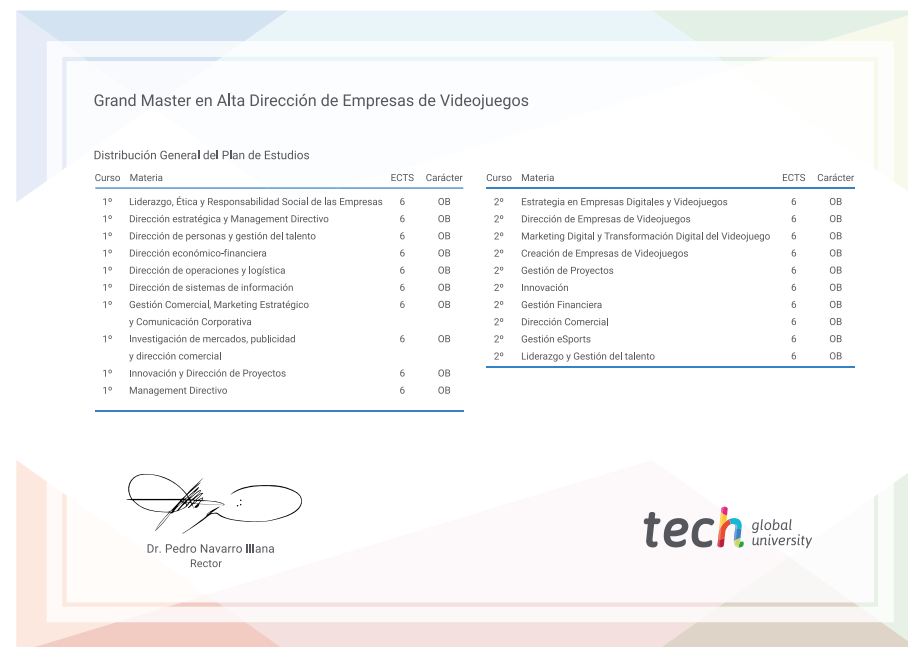 Grand Master en Alta Dirección de Empresas de Videojuegos
Distribución General del Plan de Estudios
Curso Materia ECTS Carácter
1º Liderazgo, Ética y Responsabilidad Social de las Empresas 6 OB
1º Dirección estratégica y Management Directivo 6 OB
1º Dirección de personas y gestión del talento 6 OB
1º Dirección económico-financiera 6 OB
1º Dirección de operaciones y logística 6 OB
1º Dirección de sistemas de información 6 OB
1º Gestión Comercial, Marketing Estratégico 6 OB
y Comunicación Corporativa
1º Investigación de mercados, publicidad 6 OB
y dirección comercial
1º Innovación y Dirección de Proyectos 6 OB
1º Management Directivo 6 OB
Curso Materia ECTS Carácter
2º Estrategia en Empresas Digitales y Videojuegos 6 OB
2º Dirección de Empresas de Videojuegos 6 OB
2º Marketing Digital y Transformación Digital del Videojuego 6 OB
2º Creación de Empresas de Videojuegos 6 OB
2º Gestión de Proyectos 6 OB
2º Innovación 6 OB
2º Gestión Financiera 6 OB
2º Dirección Comercial 6 OB
2º Gestión eSports 6 OB
2º Liderazgo y Gestión del talento 6 OB
Dr. Pedro Navarro Illana
Rector
tech global
university